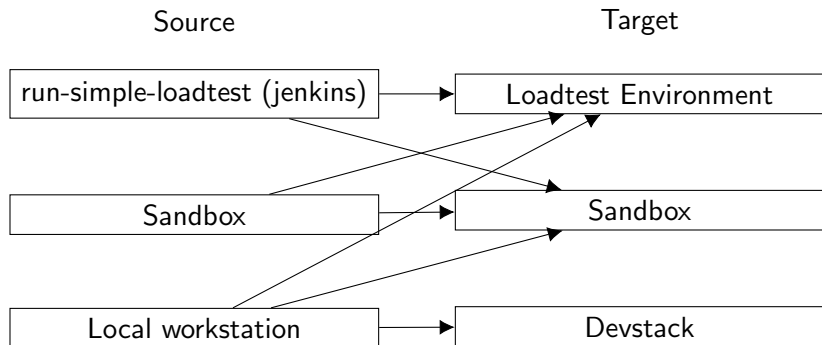 Source
Target
run-simple-loadtest (jenkins)
Loadtest Environment
Sandbox
Sandbox
Local workstation
Devstack